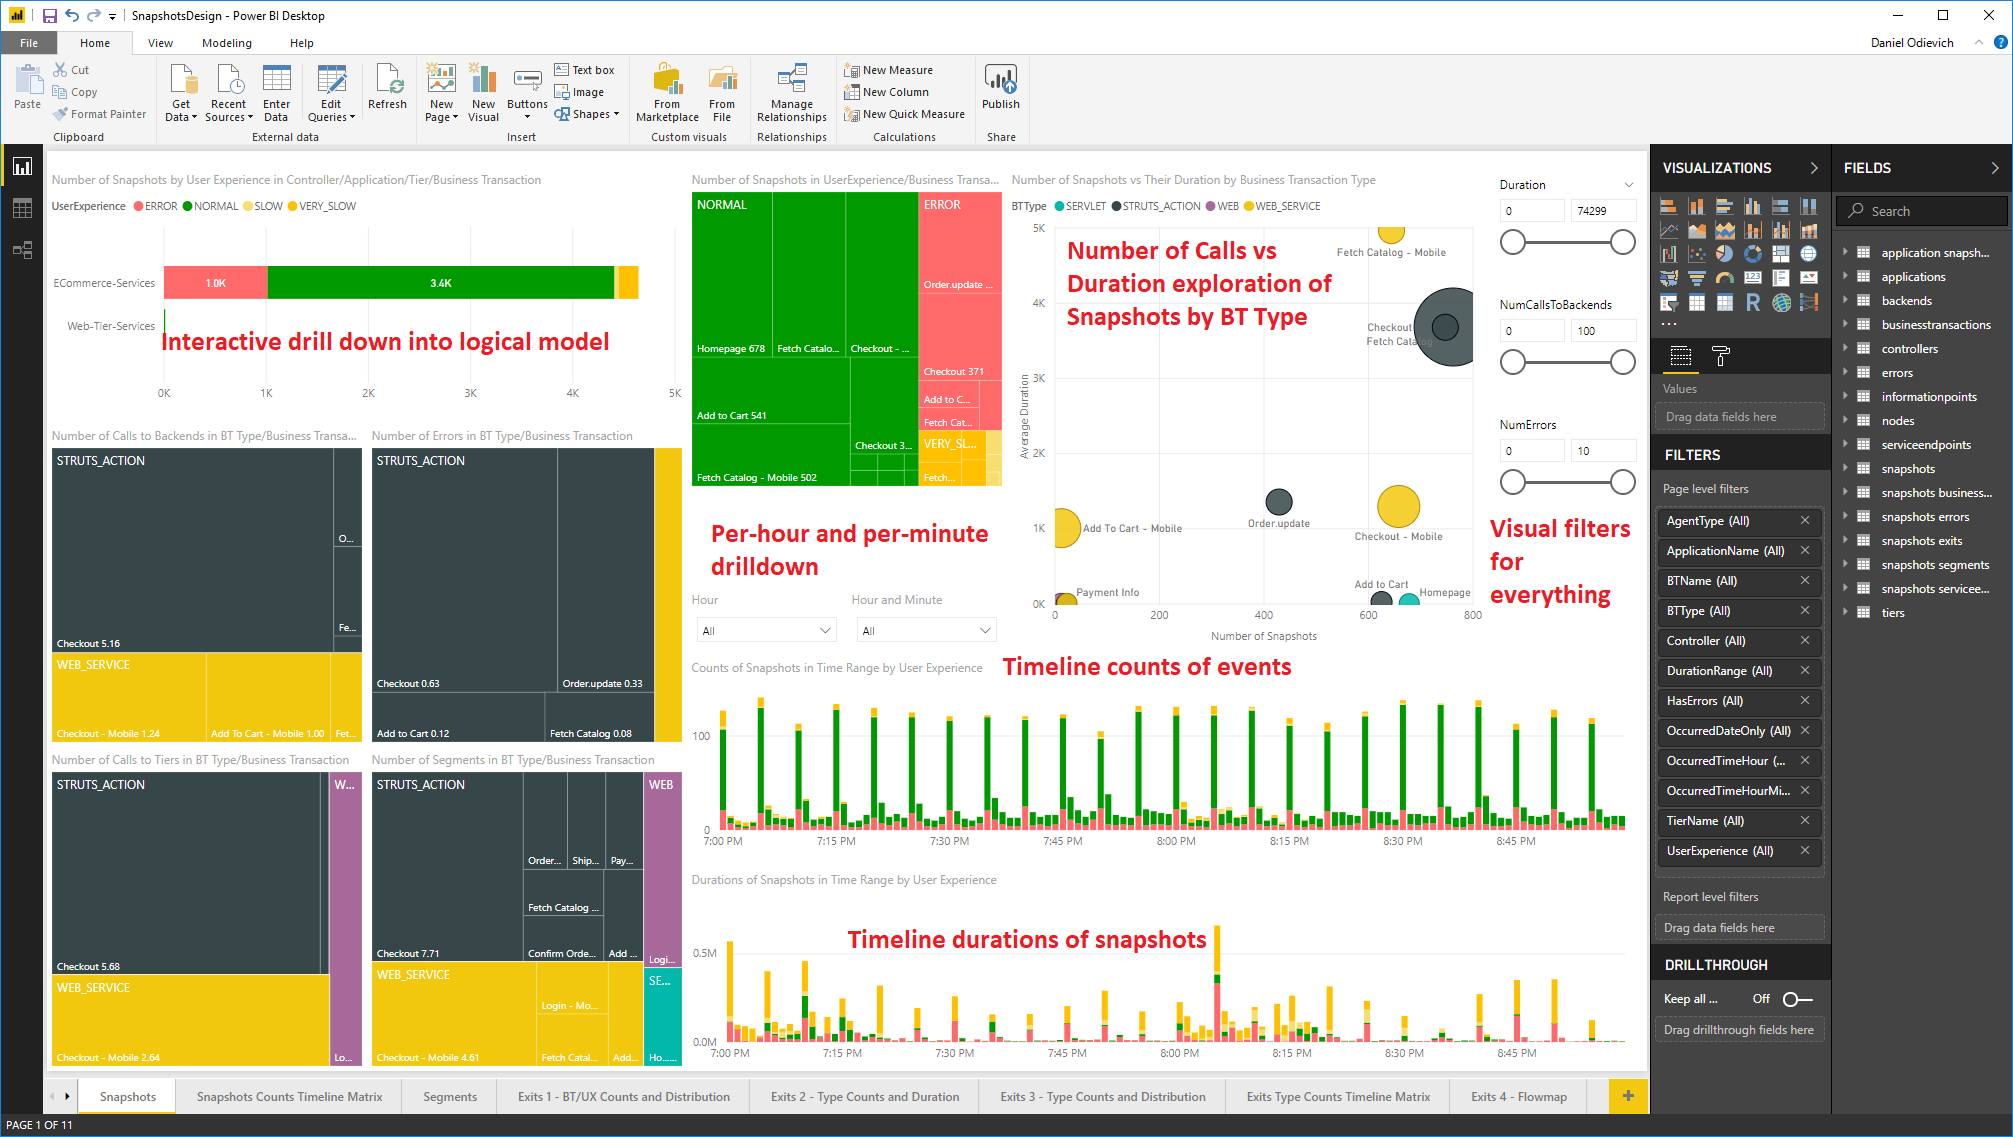 SnapshotsDesign - Power BI Desktop
File
Home
View
Modeling
Help
Daniel Odievich
Paste
Cut
Copy
Format Painter
Clipboard
Get Data
Recent Sources
Enter Data
Edit Queries
Refresh
External data
New Page
New Visual
Buttons
Text box
Image
Shapes
Insert
From Marketplace
From File
Custom visuals
Manage Relationships
Relationships
New Measure
New Column
New Quick Measure
Calculations
Publish
Share
Number of Snapshots by User Experience in Controller/Application/Tier/Business Transaction
UserExperience ERROR NORMAL SLOW VERY_SLOW
ECommerce-Services
1.0K
3.4K
Web-Tier-Services
Interactive drill down into logical model
0K 1K 2K 3K 4K 5K
Number of Snapshots in UserExperience/Business Transa...
NORMAL
ERROR
Order.update ...
Homepage 678
Fetch Catalo...
Checkout - ...
Checkout 371
Add to C...
Add to Cart 541
Fetch Cat...
Checkout 3...
VERY_SL...
Fetch Catalog - Mobile 502
Fetch...
Number of Snapshots vs Their Duration by Business Transaction Type
BTType SERVLET STRUTS_ACTION WEB WEB_SERVICE
Number of Calls vs
Duration exploration of
Snapshots by BT Type
5K
4K
3K
2K
1K
0K
Average Duration
Fetch Catalog - Mobile
Checkout
Fetch Catalog
Add To Cart - Mobile
Order.update
Checkout - Mobile
Payment Info
Add to Cart
Homepage
0 200 400 600 800
Number of Snapshots
Duration
0 74299
NumCallsToBackends
0 100
NumErrors
0 10
Visual filters
for
everything
Number of Calls to Backends in BT Type/Business Transa...
STRUTS_ACTION
O...
Fe...
Checkout 5.16
WEB_SERVICE
Checkout - Mobile 1.24
Add To Cart - Mobile 1.00
Fet...
Number of Errors in BT Type/Business Transaction
STRUTS_ACTION
Checkout 0.63
Order.update 0.33
Add to Cart 0.12
Fetch Catalog 0.08
Per-hour and per-minute
drilldown
Hour
All
Hour and Minute
All
Number of Calls to Tiers in BT Type/Business Transaction
STRUTS_ACTION
W...
Checkout 5.68
WEB_SERVICE
Checkout - Mobile 2.64
Lo...
Number of Segments in BT Type/Business Transaction
STRUTS_ACTION
WEB
Order...
Ship...
Pay...
Fetch Catalog ...
Checkout 7.71
Confirm Orde...
Add ...
Logi...
WEB_SERVICE
SE...
Login - Mo...
Checkout - Mobile 4.61
Fetch Catal...
Add...
Ho......
Counts of Snapshots in Time Range by User Experience
Timeline counts of events
100
0
7:00 PM 7:15 PM 7:30 PM 7:45 PM 8:00 PM 8:15 PM 8:30 PM 8:45 PM
Durations of Snapshots in Time Range by User Experience
Timeline durations of snapshots
0.5M
0.0M
7:00 PM 7:15 PM 7:30 PM 7:45 PM 8:00 PM 8:15 PM 8:30 PM 8:45 PM
VISUALIZATIONS
Values
Drag data fields here
FILTERS
Page level filters
AgentType (All)
ApplicationName (All)
BTName (All)
BTType (All)
Controller (All)
DurationRange (All)
HasErrors (All)
OccurredDateOnly (All)
OccurredTimeHour (...
OccurredTimeHourMi...
TierName (All)
UserExperience (All)
Report level filters
Drag data fields here
DRILLTHROUGH
Keep all ... Off
Drag drillthrough fields here
FIELDS
Search
application snapsh...
applications
backends
businesstransactions
controllers
errors
informationpoints
nodes
serviceendpoints
snapshots
snapshots business...
snapshots errors
snapshots exits
snapshots segments
snapshots servicee...
tiers
Snapshots
Snapshots Counts Timeline Matrix
Segments
Exits 1 - BT/UX Counts and Distribution
Exits 2 - Type Counts and Duration
Exits 3 - Type Counts and Distribution
Exits Type Counts Timeline Matrix
Exits 4 - Flowmap
PAGE 1 OF 11